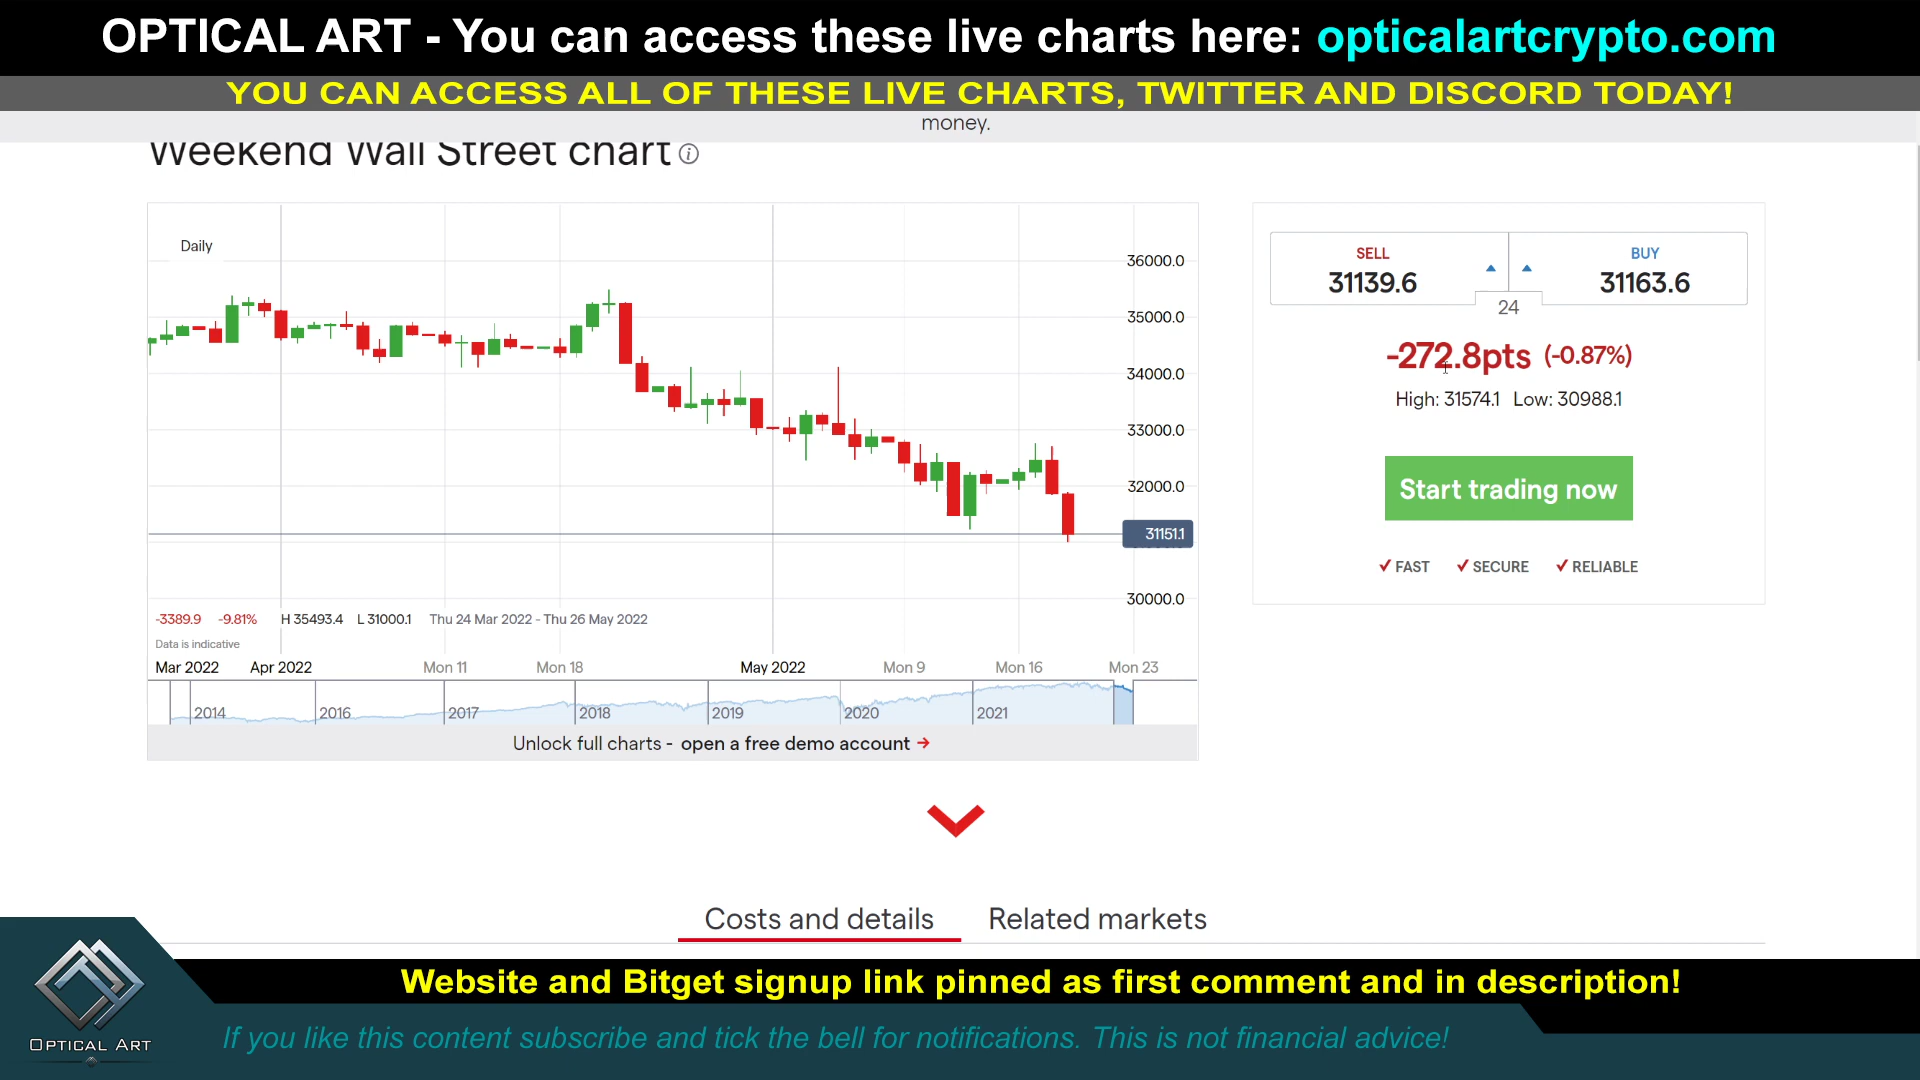 OPTICAL ART - You can access these live charts here: opticalartcrypto.com
YOU CAN ACCESS ALL OF THESE LIVE CHARTS, TWITTER AND DISCORD TODAY!
money.
Weekend Wall Street chart
Daily
36000.0
35000.0
34000.0
33000.0
32000.0
31151.1
30000.0
-3389.9 -9.81% H 35493.4 L 31000.1 Thu 24 Mar 2022 - Thu 26 May 2022
Data is indicative
Mar 2022 Apr 2022 Mon 11 Mon 18 May 2022 Mon 9 Mon 16 Mon 23
2014 2016 2017 2018 2019 2020 2021
Unlock full charts - open a free demo account →
SELL BUY
31139.6 31163.6
24
-272.8pts (-0.87%)
High: 31574.1 Low: 30988.1
Start trading now
✓ FAST ✓ SECURE ✓ RELIABLE
Costs and details Related markets
Website and Bitget signup link pinned as first comment and in description!
If you like this content subscribe and tick the bell for notifications. This is not financial advice!
OPTICAL ART